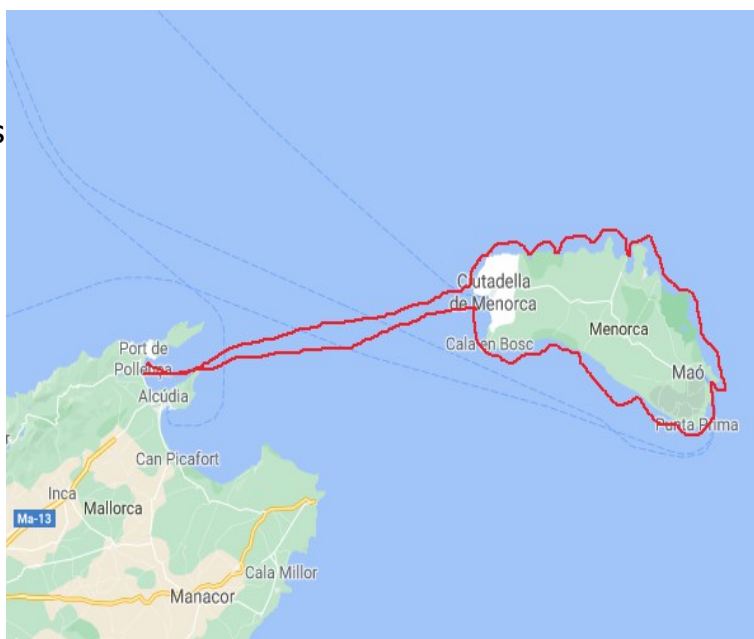 s
Ciutadella
de Menorca
Menorca
Cala en Bosc
Maó
Punta Prima
Port de
Pollença
Alcúdia
Can Picafort
Inca
Mallorca
Ma-13
Cala Millor
Manacor